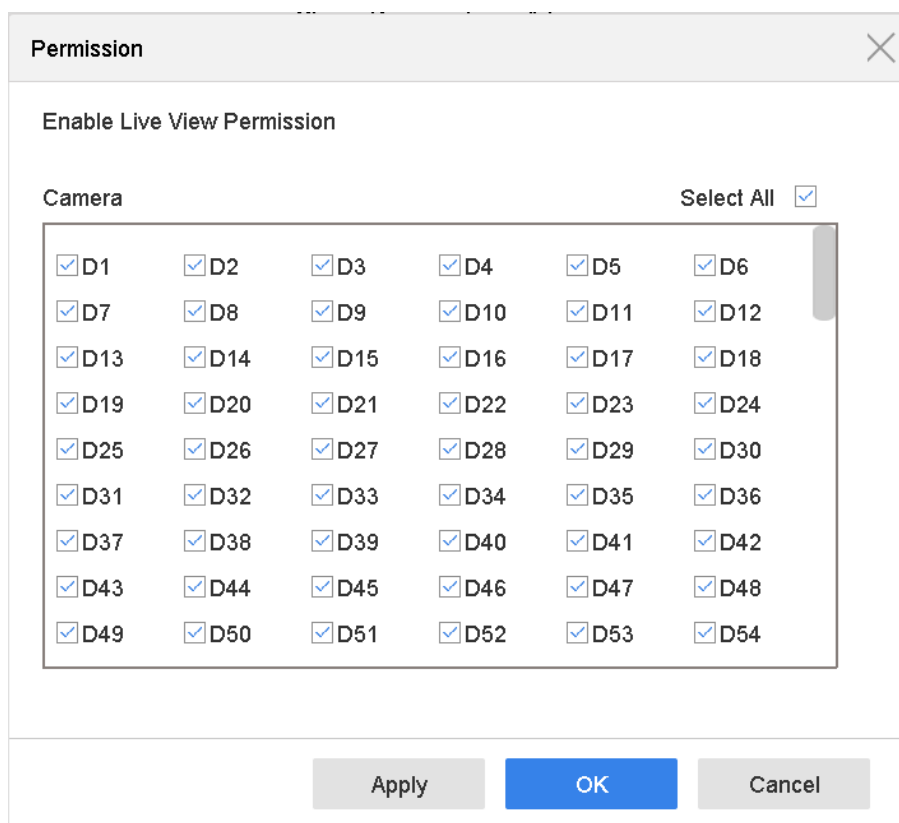 Permission
Enable Live View Permission
Camera Select All
D1 D2 D3 D4 D5 D6
D7 D8 D9 D10 D11 D12
D13 D14 D15 D16 D17 D18
D19 D20 D21 D22 D23 D24
D25 D26 D27 D28 D29 D30
D31 D32 D33 D34 D35 D36
D37 D38 D39 D40 D41 D42
D43 D44 D45 D46 D47 D48
D49 D50 D51 D52 D53 D54
Apply OK Cancel